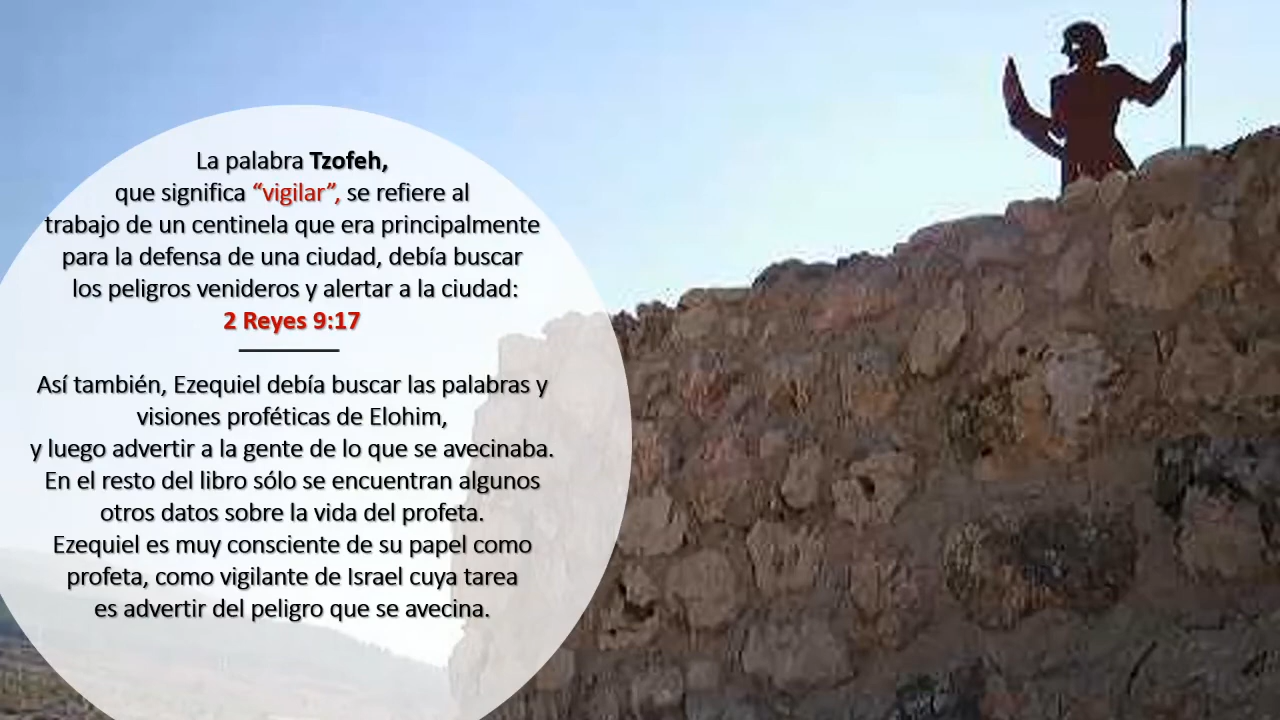 La palabra Tzofeh,
que significa “vigilar”, se refiere al
trabajo de un centinela que era principalmente
para la defensa de una ciudad, debía buscar
los peligros venideros y alertar a la ciudad:
2 Reyes 9:17
Así también, Ezequiel debía buscar las palabras y
visiones proféticas de Elohim,
y luego advertir a la gente de lo que se avecinaba.
En el resto del libro sólo se encuentran algunos
otros datos sobre la vida del profeta.
Ezequiel es muy consciente de su papel como
profeta, como vigilante de Israel cuya tarea
es advertir del peligro que se avecina.